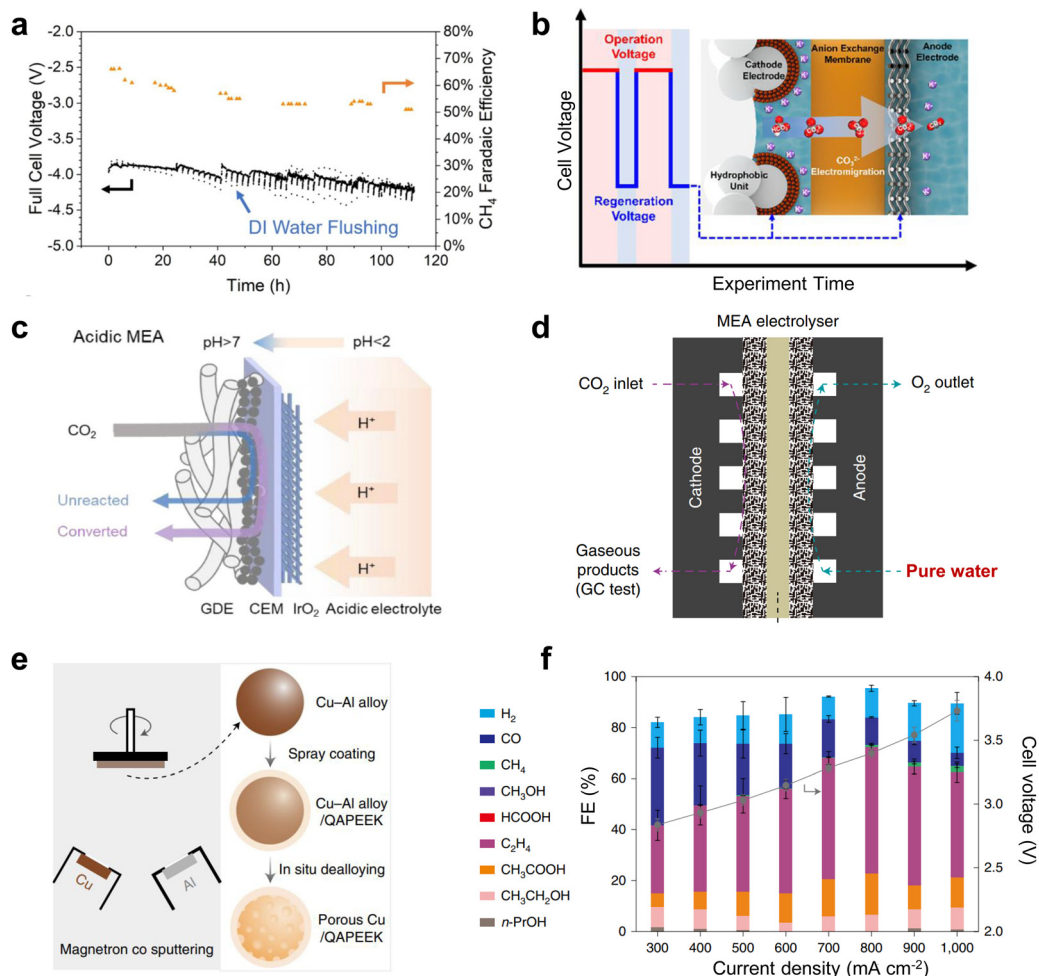 a
-2.0
-2.5
-3.0
-3.5
-4.0
-4.5
-5.0
Full Cell Voltage (V)
80%
70%
60%
50%
40%
30%
20%
10%
0%
CH4 Faradaic Efficiency
DI Water Flushing
0 20 40 60 80 100 120
Time (h)
b
Cell Voltage
Operation
Voltage
Regeneration
Voltage
Cathode
Electrode
Anion Exchange
Membrane
Anode
Electrode
Hydrophobic
Unit
CO₃²⁻
Electromigration
Experiment Time
c
Acidic MEA
pH>7
pH<2
CO₂
H⁺
Unreacted
H⁺
Converted
H⁺
GDE CEM IrO₂ Acidic electrolyte
d
MEA electrolyser
CO₂ inlet
O₂ outlet
Cathode
Anode
Gaseous
products
(GC test)
Pure water
e
Cu
Al
Magnetron co sputtering
Cu–Al alloy
Spray coating
Cu–Al alloy
/QAPEEK
In situ dealloying
Porous Cu
/QAPEEK
H₂
CO
CH₄
CH₃OH
HCOOH
C₂H₄
CH₃COOH
CH₃CH₂OH
n-PrOH
f
100
80
60
40
20
0
FE (%)
4.0
3.5
3.0
2.5
2.0
Cell voltage (V)
300 400 500 600 700 800 900 1,000
Current density (mA cm⁻²)